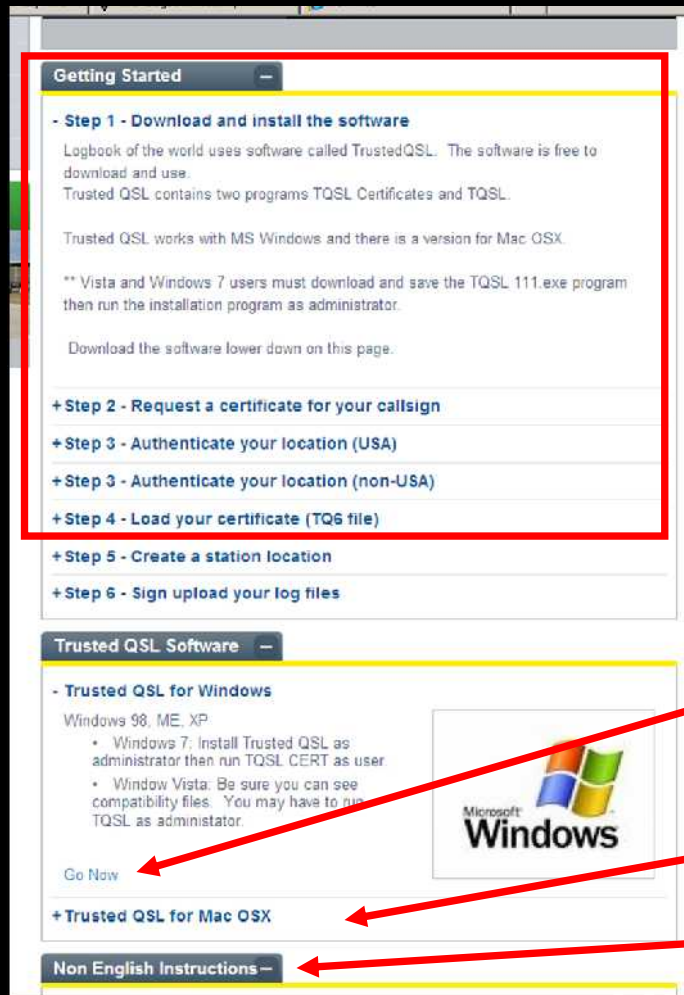 Getting Started –
- Step 1 - Download and install the software
Logbook of the world uses software called TrustedQSL. The software is free to
download and use.
Trusted QSL contains two programs TQSL Certificates and TQSL.
Trusted QSL works with MS Windows and there is a version for Mac OSX.
** Vista and Windows 7 users must download and save the TQSL 111.exe program
then run the installation program as administrator.
Download the software lower down on this page.
+ Step 2 - Request a certificate for your callsign
+ Step 3 - Authenticate your location (USA)
+ Step 3 - Authenticate your location (non-USA)
+ Step 4 - Load your certificate (TQ6 file)
+ Step 5 - Create a station location
+ Step 6 - Sign upload your log files
Trusted QSL Software –
- Trusted QSL for Windows
Windows 98, ME, XP
• Windows 7: Install Trusted QSL as
administrator then run TQSL CERT as user
• Window Vista: Be sure you can see
compatibility files. You may have to run
TQSL as administator.
Microsoft
Windows
Go Now
+ Trusted QSL for Mac OSX
Non English Instructions –